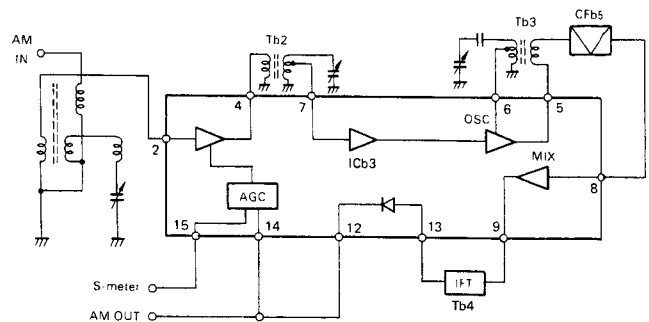 AM
IN
Tb2
Tb3
CFb5
4
7
6
5
OSC
2
ICb3
MIX
8
AGC
15
14
12
13
9
S-meter
IFT
AM OUT
Tb4